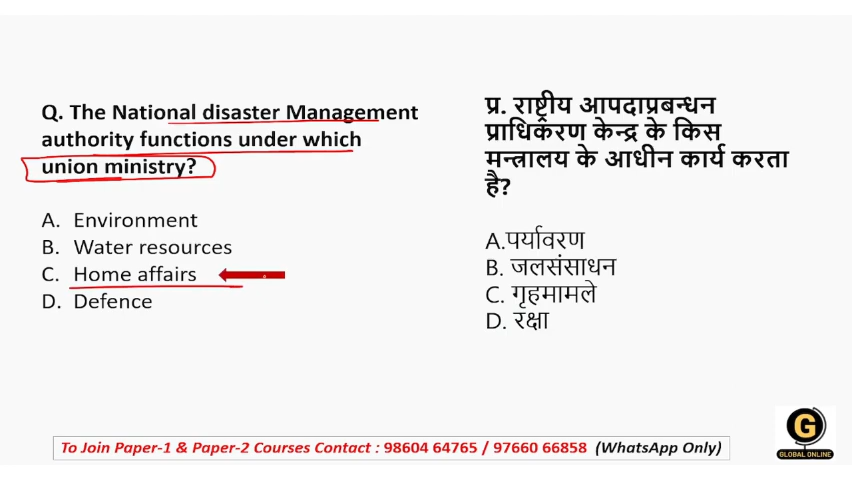 Q. The National disaster Management
authority functions under which
union ministry?
A. Environment
B. Water resources
C. Home affairs
D. Defence
प्र. राष्ट्रीय आपदाप्रबन्धन
प्राधिकरण केन्द्र के किस
मन्त्रालय के आधीन कार्य करता
है?
A.पर्यावरण
B. जलसंसाधन
C. गृहमामले
D. रक्षा
To Join Paper-1 & Paper-2 Courses Contact : 98604 64765 / 97660 66858 (WhatsApp Only)
G
GLOBAL ONLINE